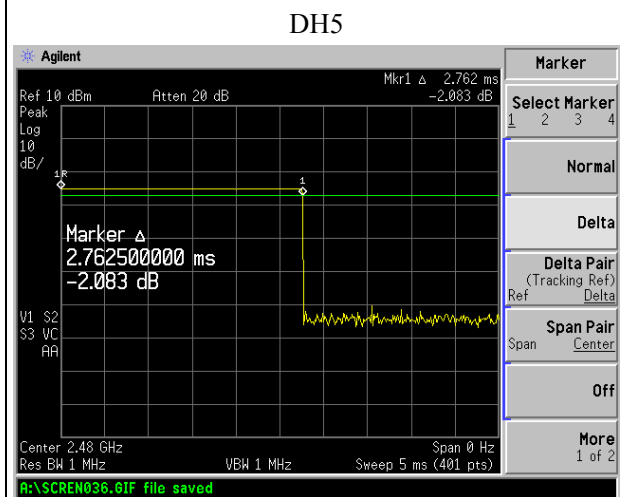 DH5
Agilent
Marker
Mkr1 Δ 2.762 ms
Ref 10 dBm Atten 20 dB -2.083 dB
Peak
Log
10
dB/
1R
1
Marker Δ
2.762500000 ms
-2.083 dB
V1 S2
S3 VC
AA
Center 2.48 GHz Span 0 Hz
Res BW 1 MHz VBW 1 MHz Sweep 5 ms (401 pts)
A:\SCREN036.GIF file saved
Select Marker
1 2 3 4
Normal
Delta
Delta Pair
(Tracking Ref)
Ref Delta
Span Pair
Span Center
Off
More
1 of 2